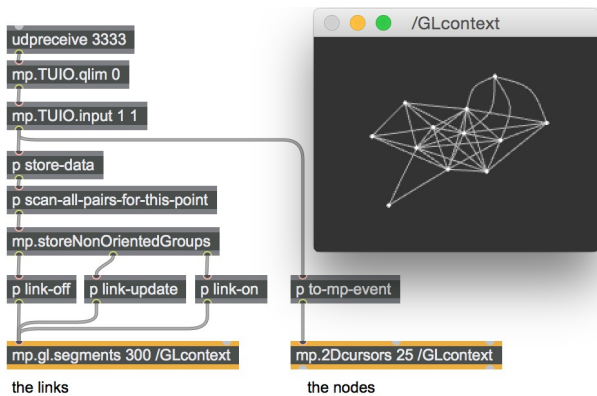 /GLcontext
udpreceive 3333
mp.TUIO.qlim 0
mp.TUIO.input 1 1
p store-data
p scan-all-pairs-for-this-point
mp.storeNonOrientedGroups
p link-off p link-update p link-on p to-mp-event
mp.gl.segments 300 /GLcontext mp.2Dcursors 25 /GLcontext
the links the nodes